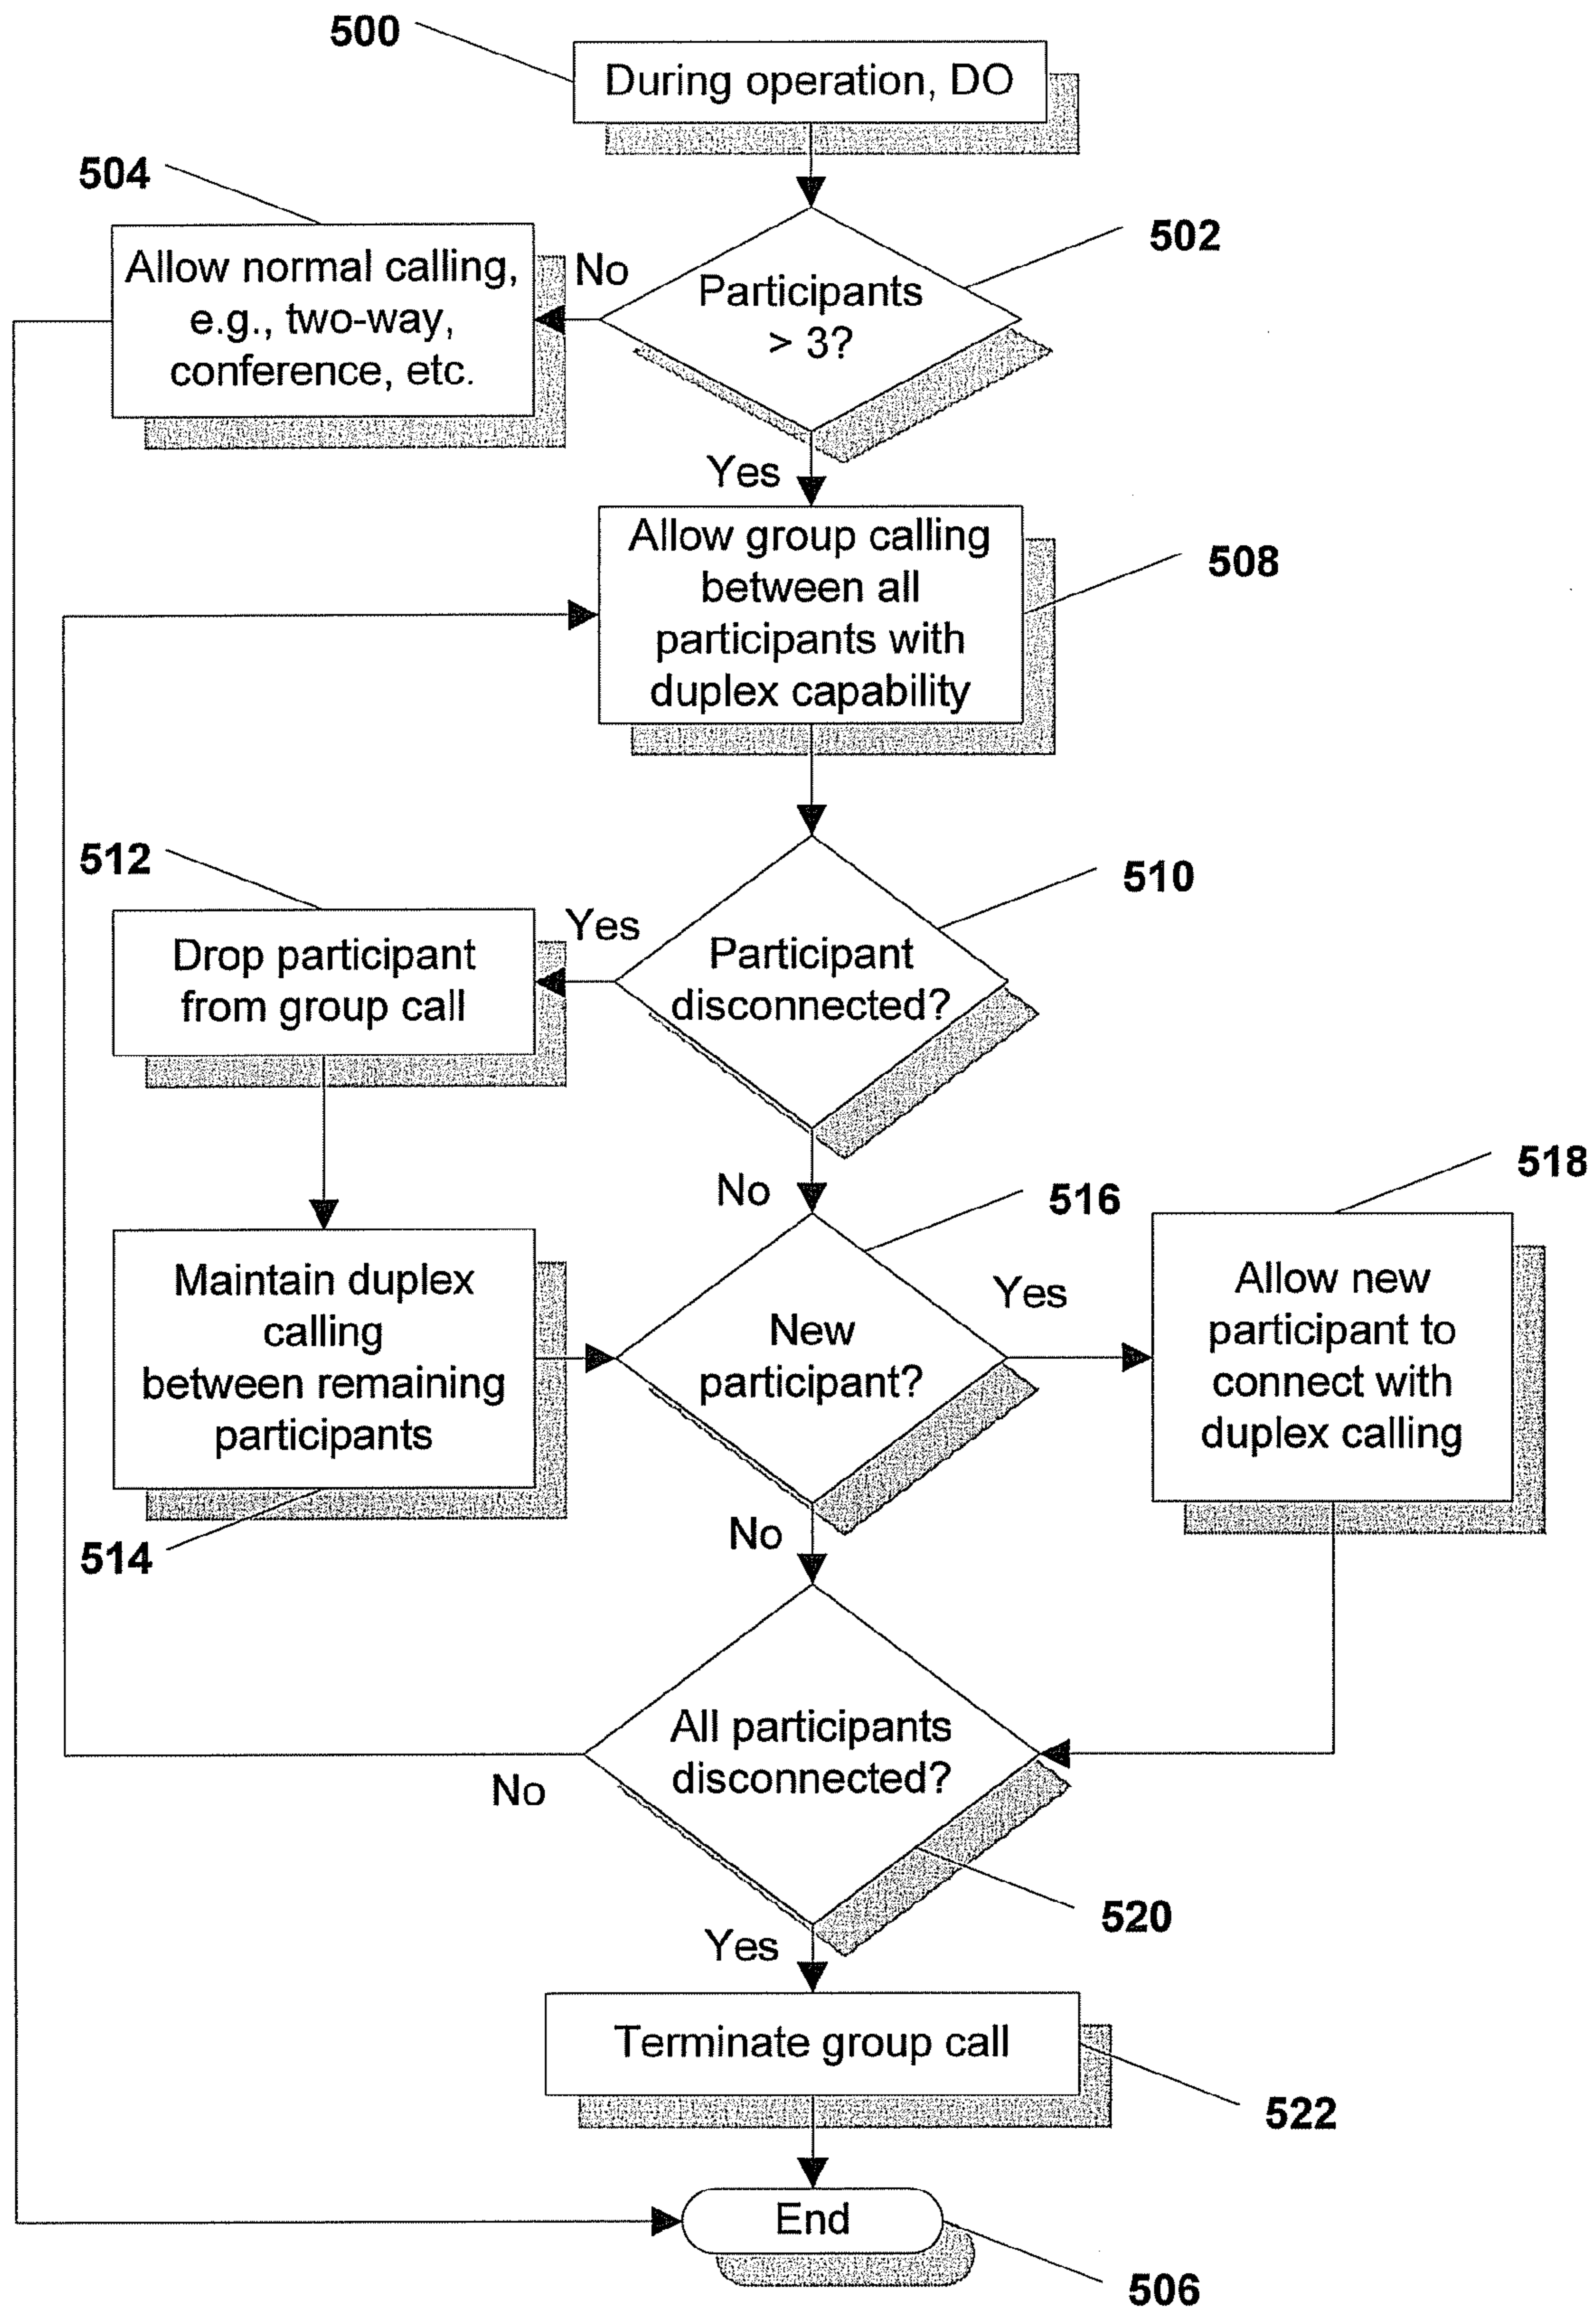 500
During operation, DO
504
502
Allow normal calling,
e.g., two-way,
conference, etc.
No
Participants
> 3?
Yes
Allow group calling
between all
participants with
duplex capability
508
512
510
Drop participant
from group call
Yes
Participant
disconnected?
No
516
518
Maintain duplex
calling
between remaining
participants
514
New
participant?
Yes
Allow new
participant to
connect with
duplex calling
No
All participants
disconnected?
No
520
Yes
Terminate group call
522
End
506